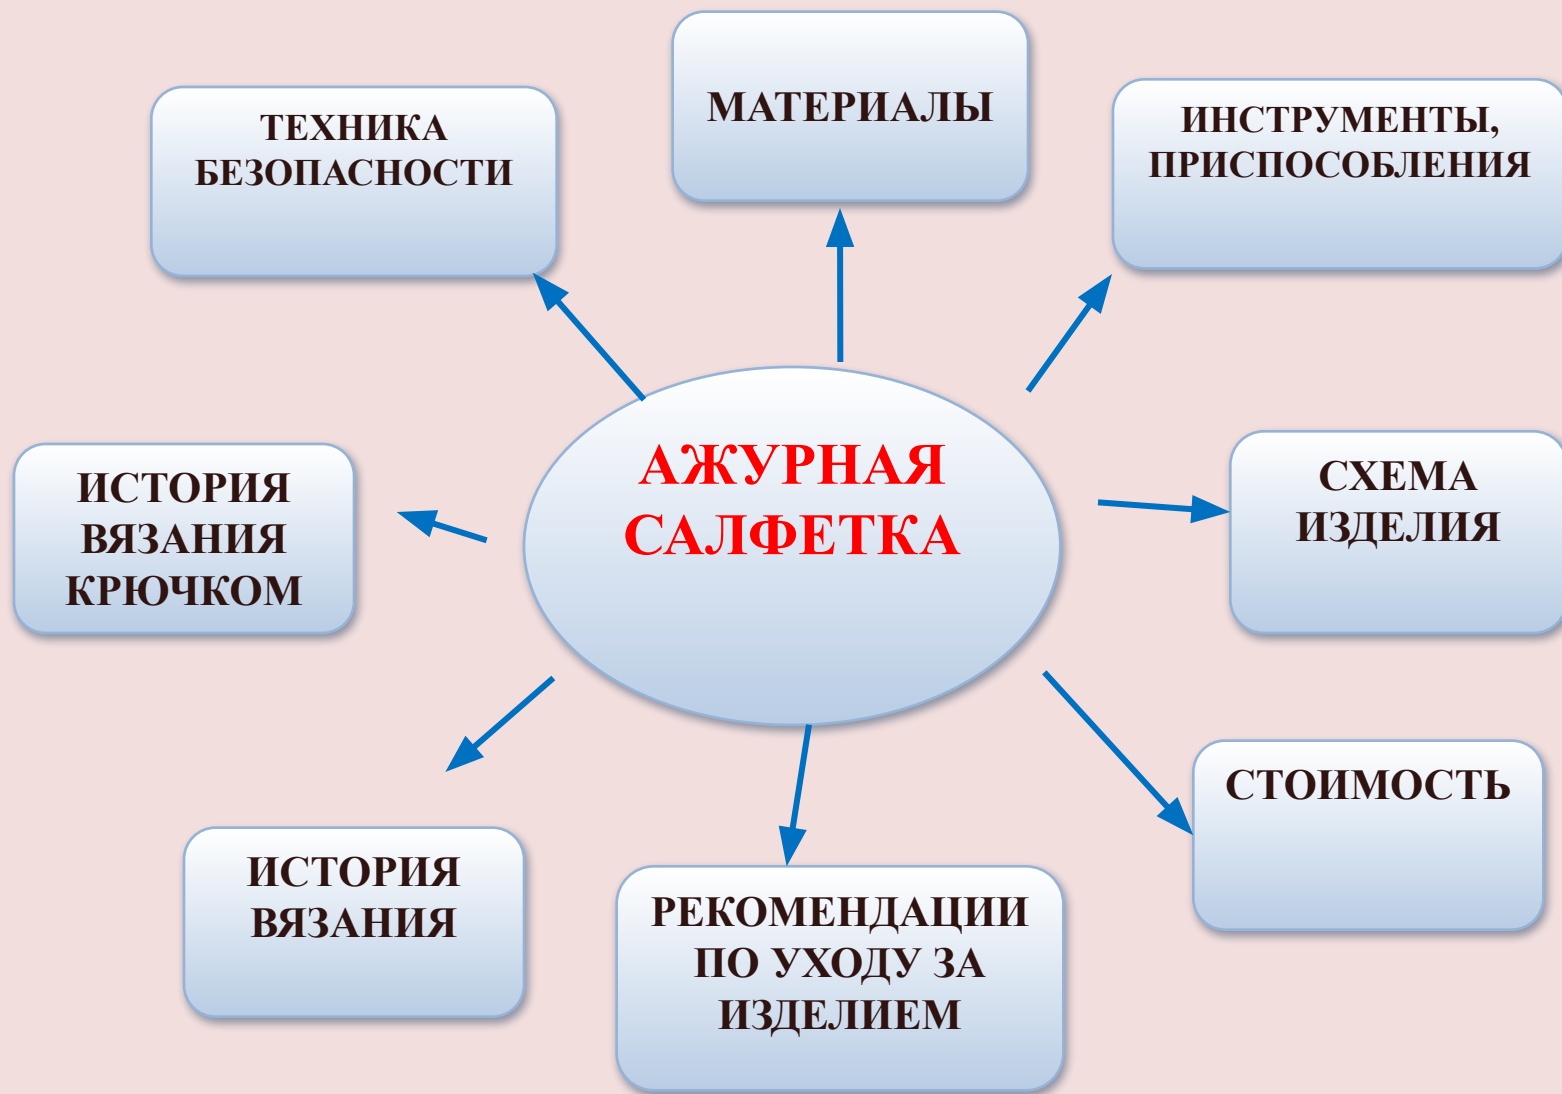 МАТЕРИАЛЫ
ТЕХНИКА
БЕЗОПАСНОСТИ
ИНСТРУМЕНТЫ,
ПРИСПОСОБЛЕНИЯ
АЖУРНАЯ
САЛФЕТКА
ИСТОРИЯ
ВЯЗАНИЯ
КРЮЧКОМ
СХЕМА
ИЗДЕЛИЯ
СТОИМОСТЬ
ИСТОРИЯ
ВЯЗАНИЯ
РЕКОМЕНДАЦИИ
ПО УХОДУ ЗА
ИЗДЕЛИЕМ